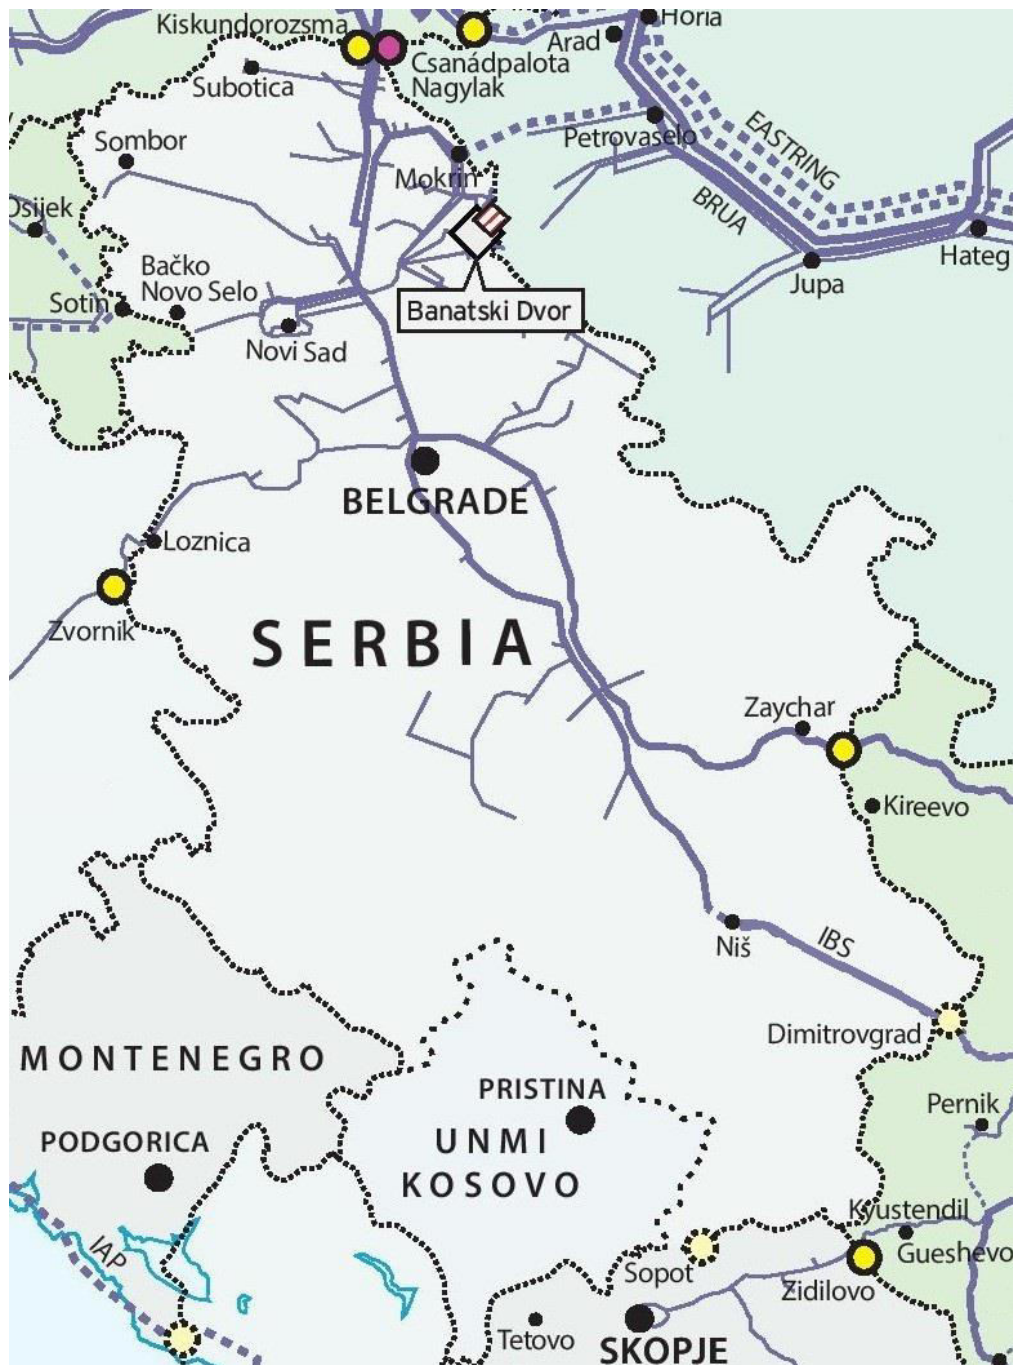 Kiskundorozsma
Horia
Arad
Csanádpalota
Nagylak
Subotica
Petrovaselo
EASTRING
Sombor
Mokrin
BRUA
Osijek
Hateg
Bačko
Novo Selo
Jupa
Sotin
Banatski Dvor
Novi Sad
BELGRADE
Loznica
Zvornik
SERBIA
Zaychar
Kireevo
Niš
IBS
Dimitrovgrad
MONTENEGRO
PRISTINA
Pernik
PODGORICA
UNMI
KOSOVO
Kyustendil
IAP
Gueshevo
Sopot
Zidilovo
Tetovo
SKOPJE